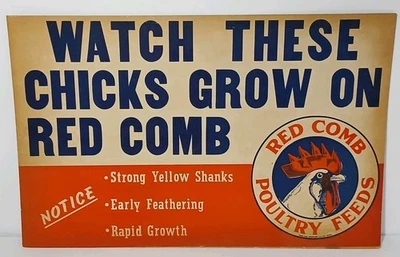 WATCH THESE
CHICKS GROW ON
RED COMB
NOTICE
• Strong Yellow Shanks
• Early Feathering
• Rapid Growth
RED COMB
POULTRY FEEDS